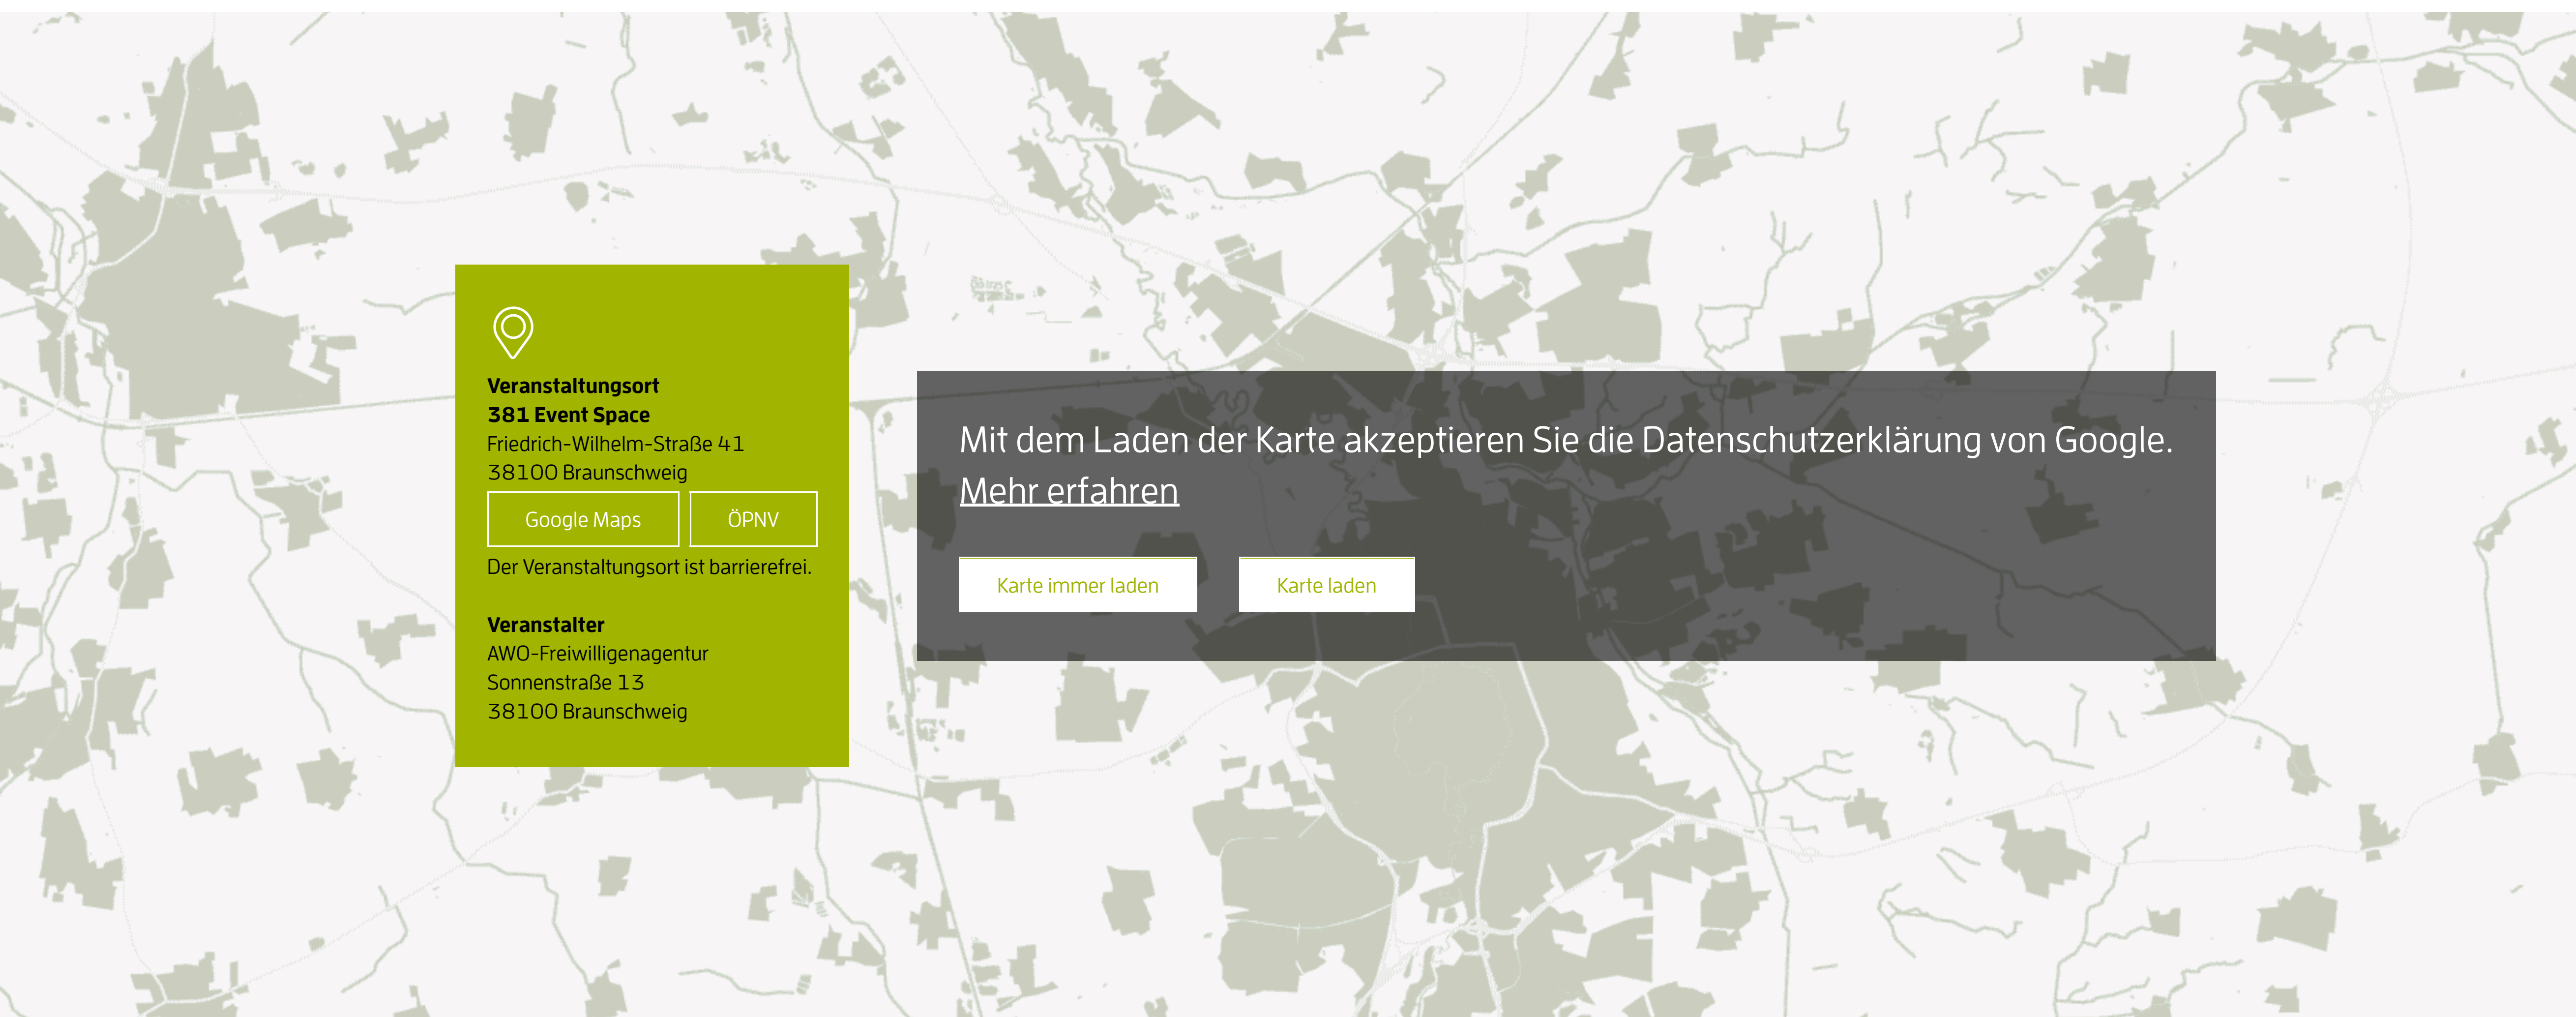 Veranstaltungsort
381 Event Space
Friedrich-Wilhelm-Straße 41
38100 Braunschweig
Google Maps
ÖPNV
Der Veranstaltungsort ist barrierefrei.
Veranstalter
AWO-Freiwilligenagentur
Sonnenstraße 13
38100 Braunschweig
Mit dem Laden der Karte akzeptieren Sie die Datenschutzerklärung von Google.
Mehr erfahren
Karte immer laden
Karte laden